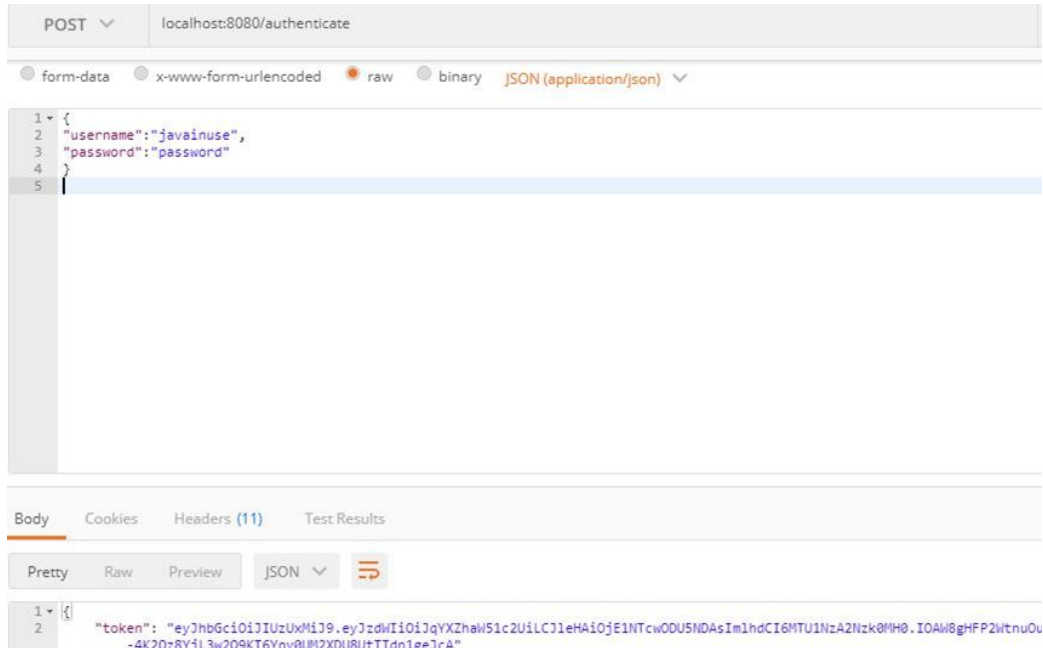 POST localhost:8080/authenticate
form-data x-www-form-urlencoded raw binary JSON (application/json)
1 {
2 "username":"javainuse",
3 "password":"password"
4 }
5
Body Cookies Headers (11) Test Results
Pretty Raw Preview JSON
1 {
2 "token": "eyJhbGciOiJIUzUxMiJ9.eyJzdWIiOiJqYXZhaW51c2UiLCJleHAiOjE1NTcwODU5NDAsImlhdCI6MTU1NzA2Nzk0MH0.IOAW8gHFP2WtnuOu
-4K2Oz8YjL3w2O9KT6Ynv0UM2XDU8UtTTdn1geJcA"